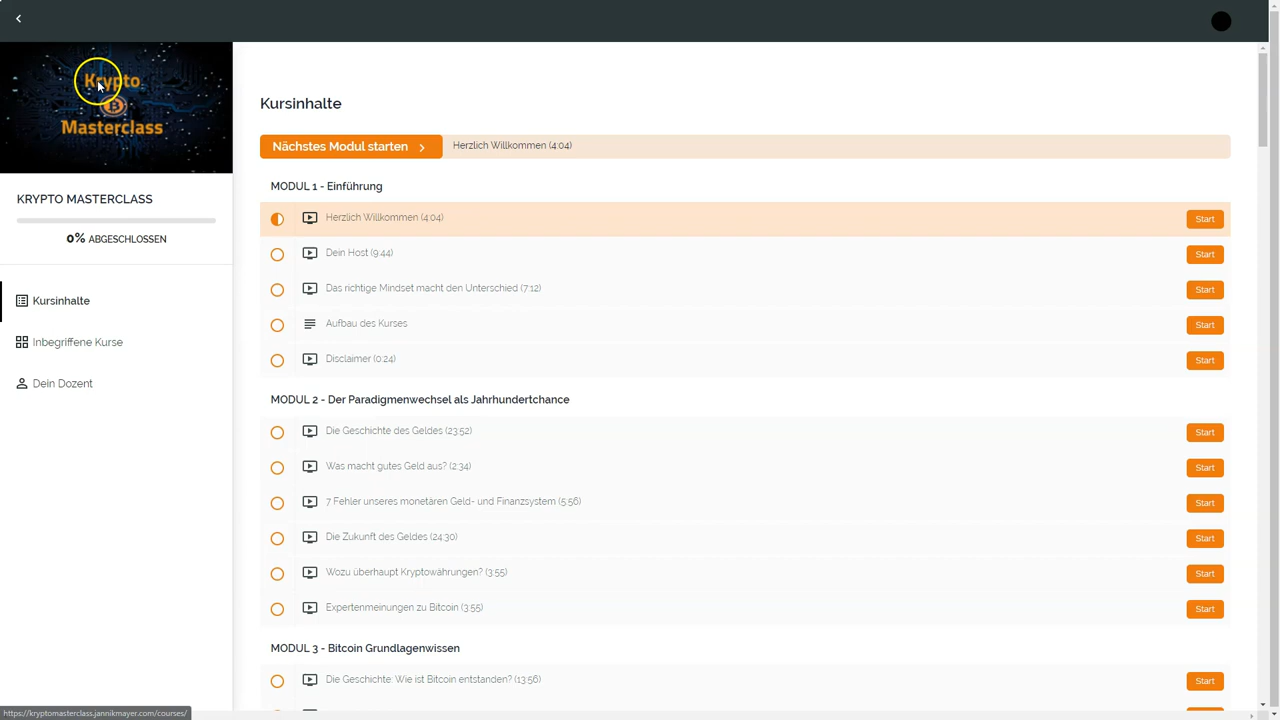 Krypto
Masterclass
KRYPTO MASTERCLASS
0% ABGESCHLOSSEN
Kursinhalte
Inbegriffene Kurse
Dein Dozent
Kursinhalte
Nächstes Modul starten
Herzlich Willkommen (4:04)
MODUL 1 - Einführung
Herzlich Willkommen (4:04) Start
Dein Host (9:44) Start
Das richtige Mindset macht den Unterschied (7:12) Start
Aufbau des Kurses Start
Disclaimer (0:24) Start
MODUL 2 - Der Paradigmenwechsel als Jahrhundertchance
Die Geschichte des Geldes (23:52) Start
Was macht gutes Geld aus? (2:34) Start
7 Fehler unseres monetären Geld- und Finanzsystem (5:56) Start
Die Zukunft des Geldes (24:30) Start
Wozu überhaupt Kryptowährungen? (3:55) Start
Expertenmeinungen zu Bitcoin (3:55) Start
MODUL 3 - Bitcoin Grundlagenwissen
Die Geschichte: Wie ist Bitcoin entstanden? (13:56) Start
https://kryptomasterclass.jannikmayer.com/courses/